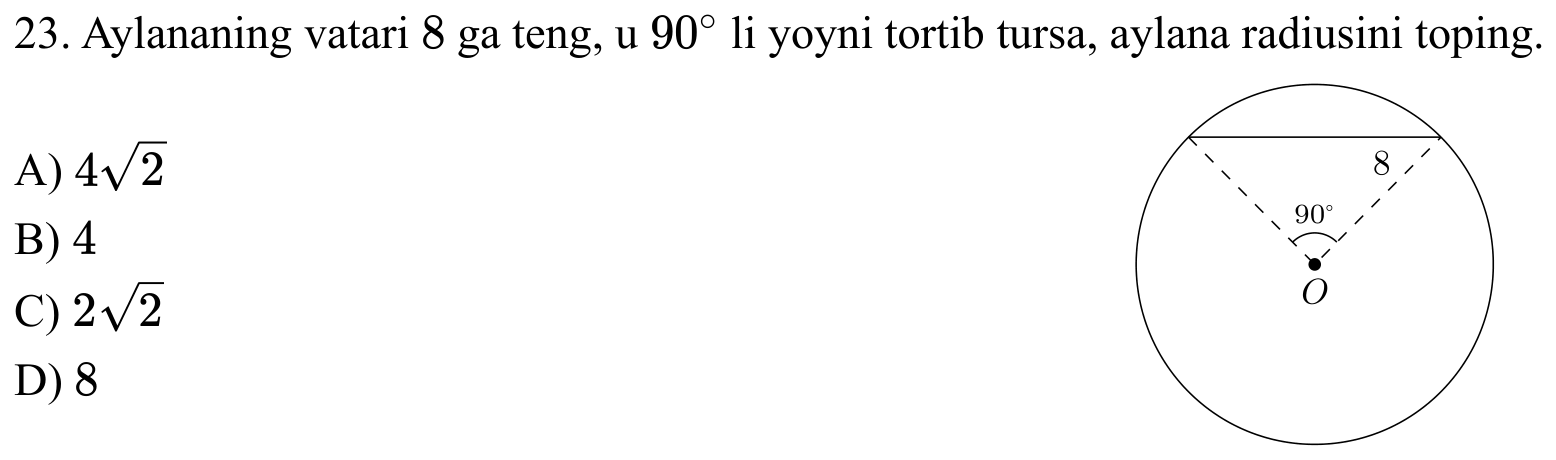 23. Aylananing vatari 8 ga teng, u 90° li yoyni tortib tursa, aylana radiusini toping.
A) 4√2
B) 4
C) 2√2
D) 8
8
90°
O